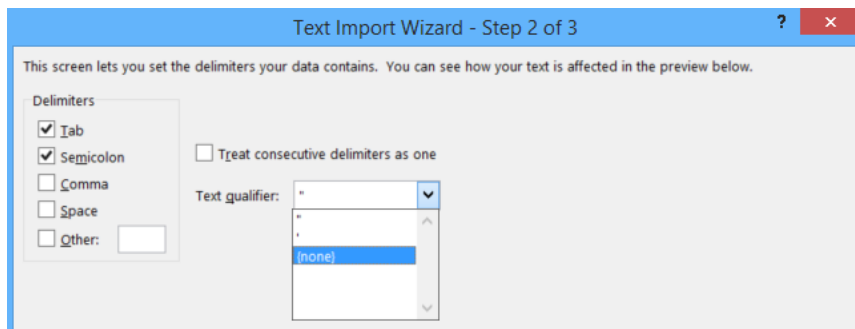 Text Import Wizard - Step 2 of 3
?
This screen lets you set the delimiters your data contains. You can see how your text is affected in the preview below.
Delimiters
Tab
Semicolon
Comma
Space
Other:
Treat consecutive delimiters as one
Text qualifier: "
"
'
{none}